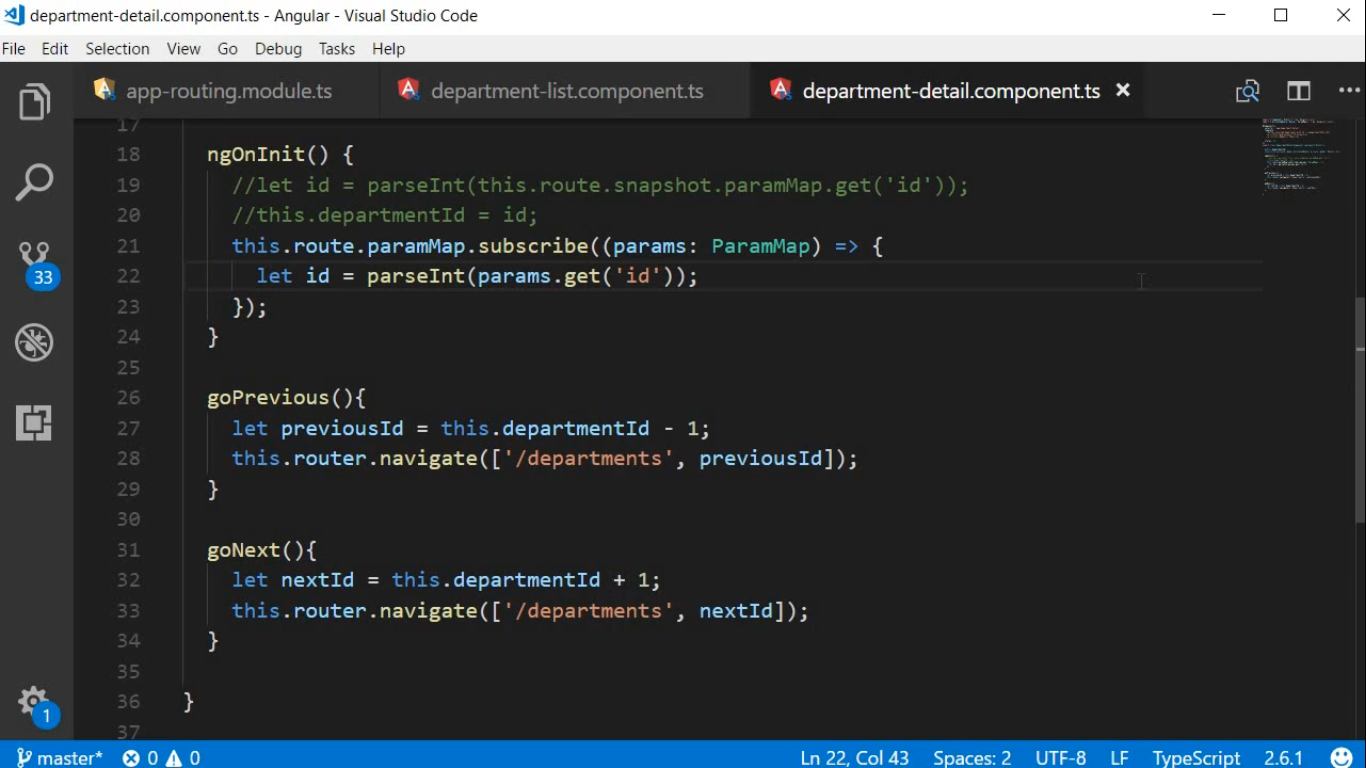 department-detail.component.ts - Angular - Visual Studio Code
File Edit Selection View Go Debug Tasks Help
app-routing.module.ts department-list.component.ts department-detail.component.ts
17
18 ngOnInit() {
19 //let id = parseInt(this.route.snapshot.paramMap.get('id'));
20 //this.departmentId = id;
21 this.route.paramMap.subscribe((params: ParamMap) => {
22 let id = parseInt(params.get('id'));
23 });
24 }
25
26 goPrevious(){
27 let previousId = this.departmentId - 1;
28 this.router.navigate(['/departments', previousId]);
29 }
30
31 goNext(){
32 let nextId = this.departmentId + 1;
33 this.router.navigate(['/departments', nextId]);
34 }
35
36 }
37
33
1
master* 0 0 Ln 22, Col 43 Spaces: 2 UTF-8 LF TypeScript 2.6.1